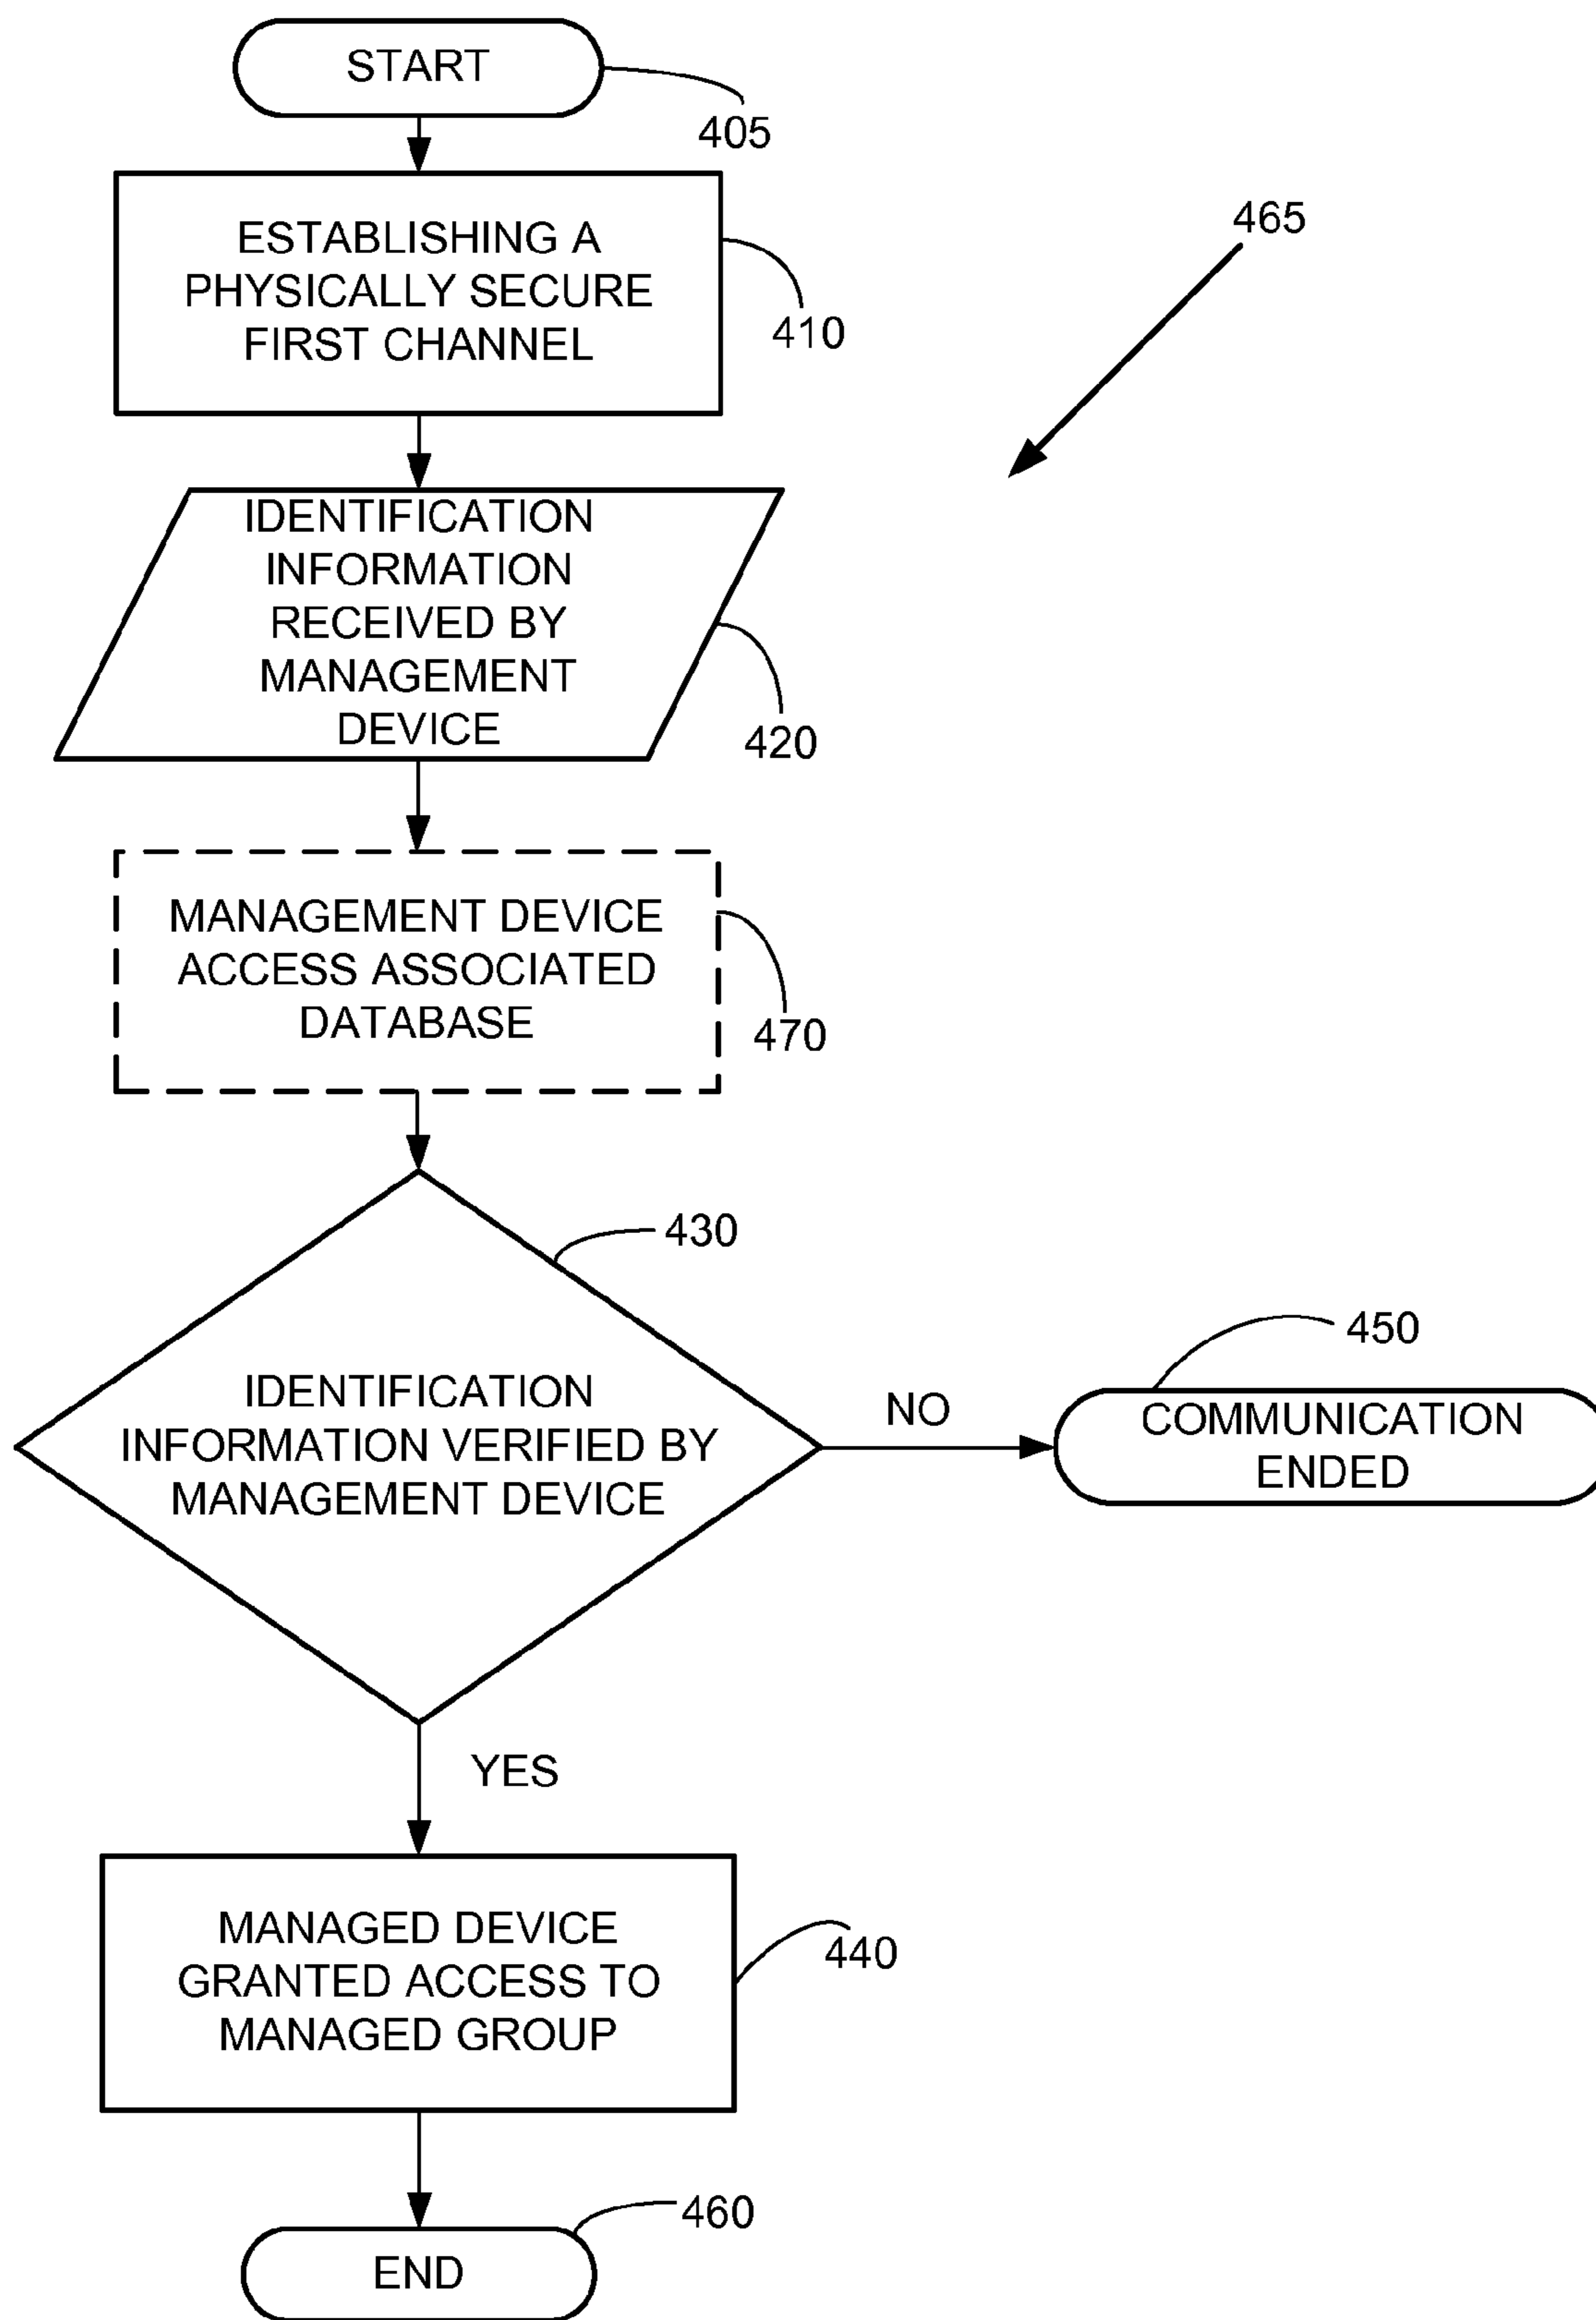 START
405
ESTABLISHING A
PHYSICALLY SECURE
FIRST CHANNEL
410
465
IDENTIFICATION
INFORMATION
RECEIVED BY
MANAGEMENT
DEVICE
420
MANAGEMENT DEVICE
ACCESS ASSOCIATED
DATABASE
470
430
IDENTIFICATION
INFORMATION VERIFIED BY
MANAGEMENT DEVICE
NO
450
COMMUNICATION
ENDED
YES
MANAGED DEVICE
GRANTED ACCESS TO
MANAGED GROUP
440
460
END